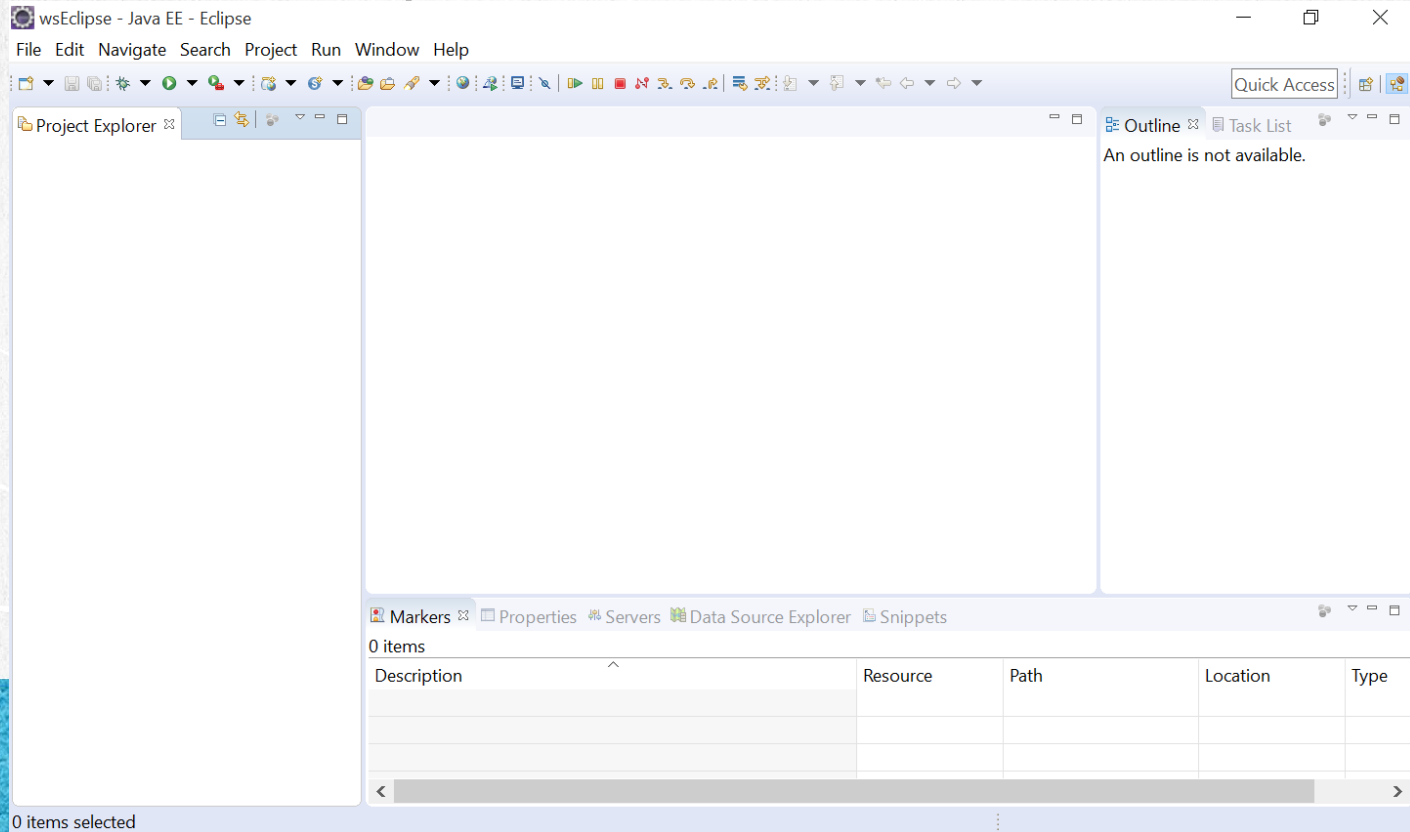 wsEclipse - Java EE - Eclipse
File Edit Navigate Search Project Run Window Help
Quick Access
Project Explorer
Outline Task List
An outline is not available.
Markers Properties Servers Data Source Explorer Snippets
0 items
Description Resource Path Location Type
0 items selected